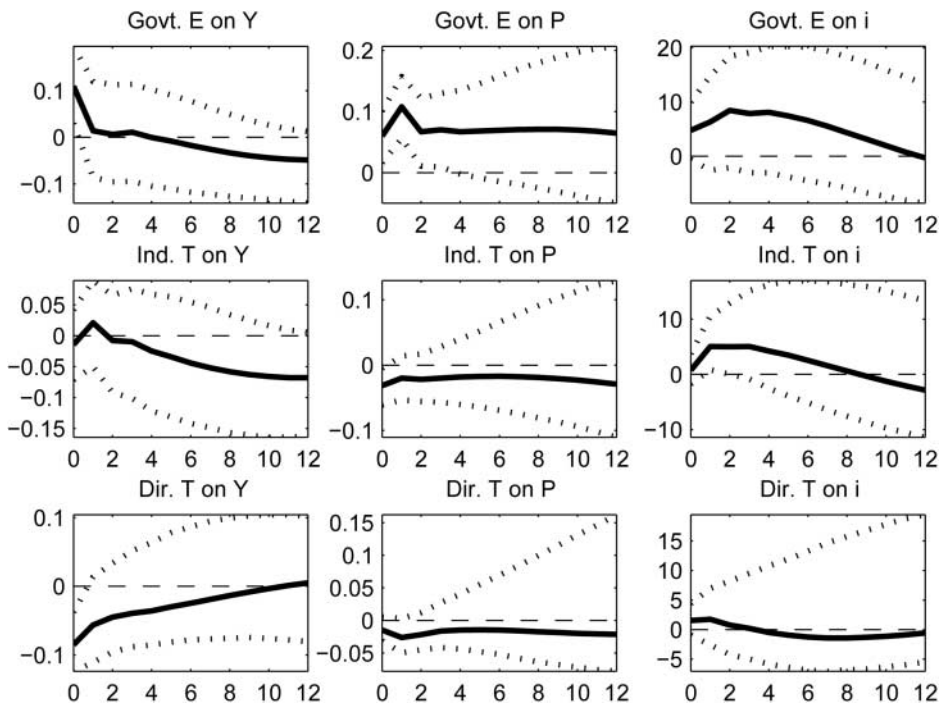 Govt. E on Y
Govt. E on P
Govt. E on i
0.1
0
−0.1
0 2 4 6 8 10 12
0.2
0.1
0
0 2 4 6 8 10 12
20
10
0
0 2 4 6 8 10 12
Ind. T on Y
Ind. T on P
Ind. T on i
0.05
0
−0.05
−0.1
−0.15
0 2 4 6 8 10 12
0.1
0
−0.1
0 2 4 6 8 10 12
10
0
−10
0 2 4 6 8 10 12
Dir. T on Y
Dir. T on P
Dir. T on i
0.1
0
−0.1
0 2 4 6 8 10 12
0.15
0.1
0.05
0
−0.05
0 2 4 6 8 10 12
15
10
5
0
−5
0 2 4 6 8 10 12